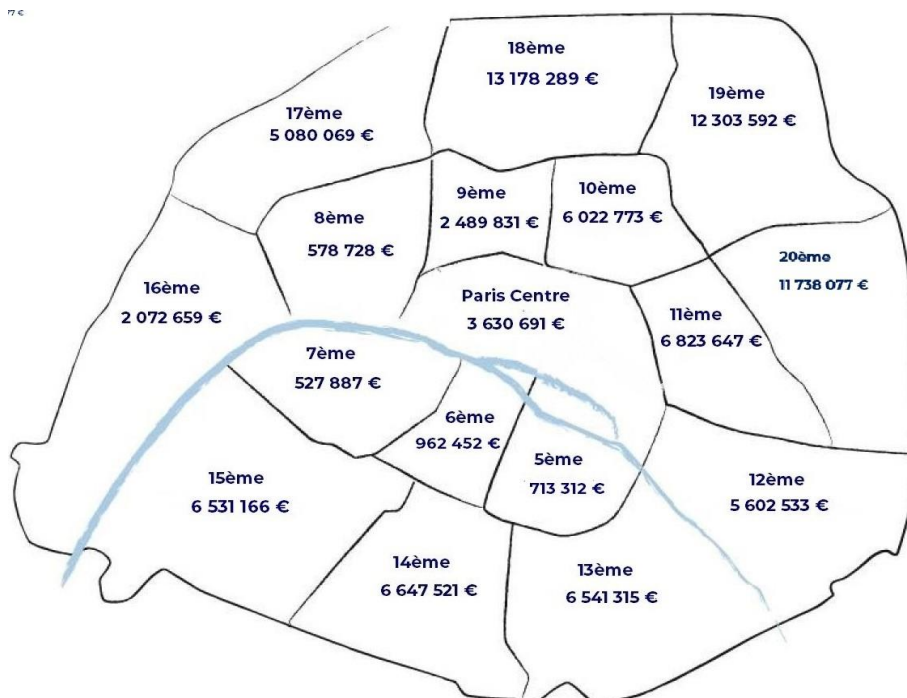 77 €
18ème
13 178 289 €
19ème
12 303 592 €
17ème
5 080 069 €
9ème
2 489 831 €
10ème
6 022 773 €
8ème
578 728 €
20ème
11 738 077 €
16ème
2 072 659 €
Paris Centre
3 630 691 €
11ème
6 823 647 €
7ème
527 887 €
6ème
962 452 €
5ème
713 312 €
15ème
6 531 166 €
12ème
5 602 533 €
14ème
6 647 521 €
13ème
6 541 315 €